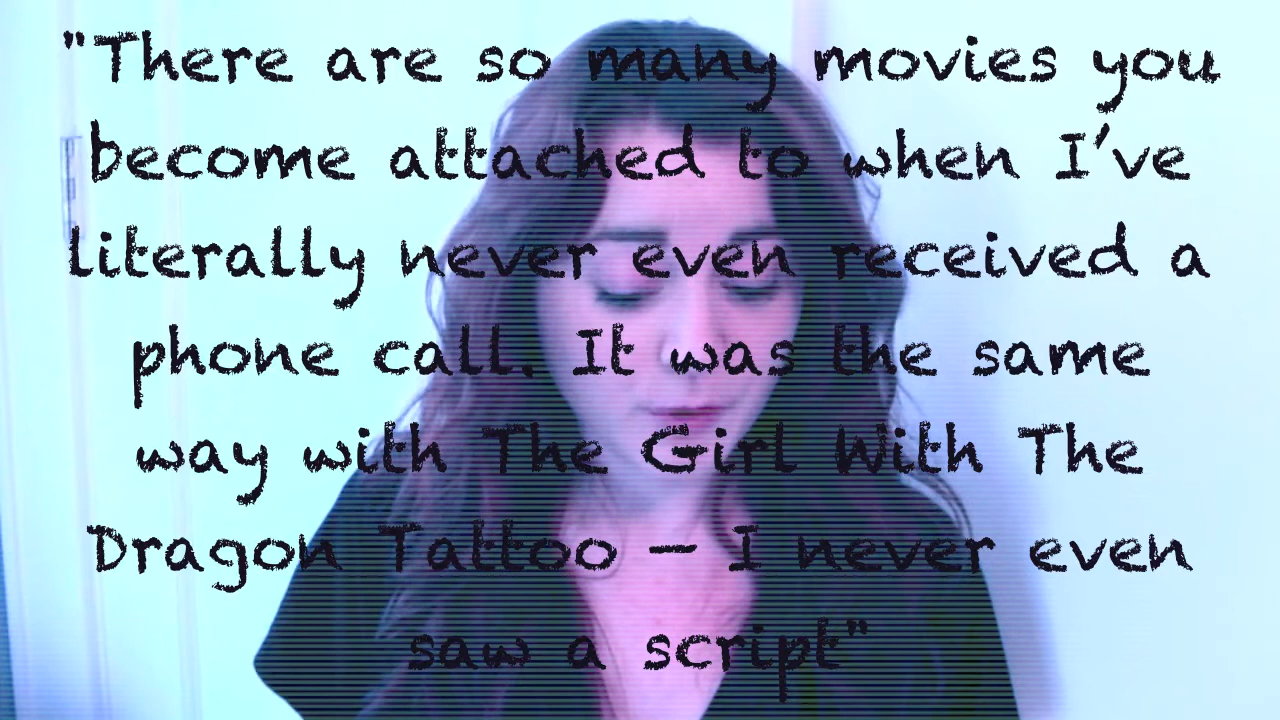 "There are so many movies you
become attached to when I've
literally never even received a
phone call. It was the same
way with The Girl With The
Dragon Tattoo – I never even
saw a script"